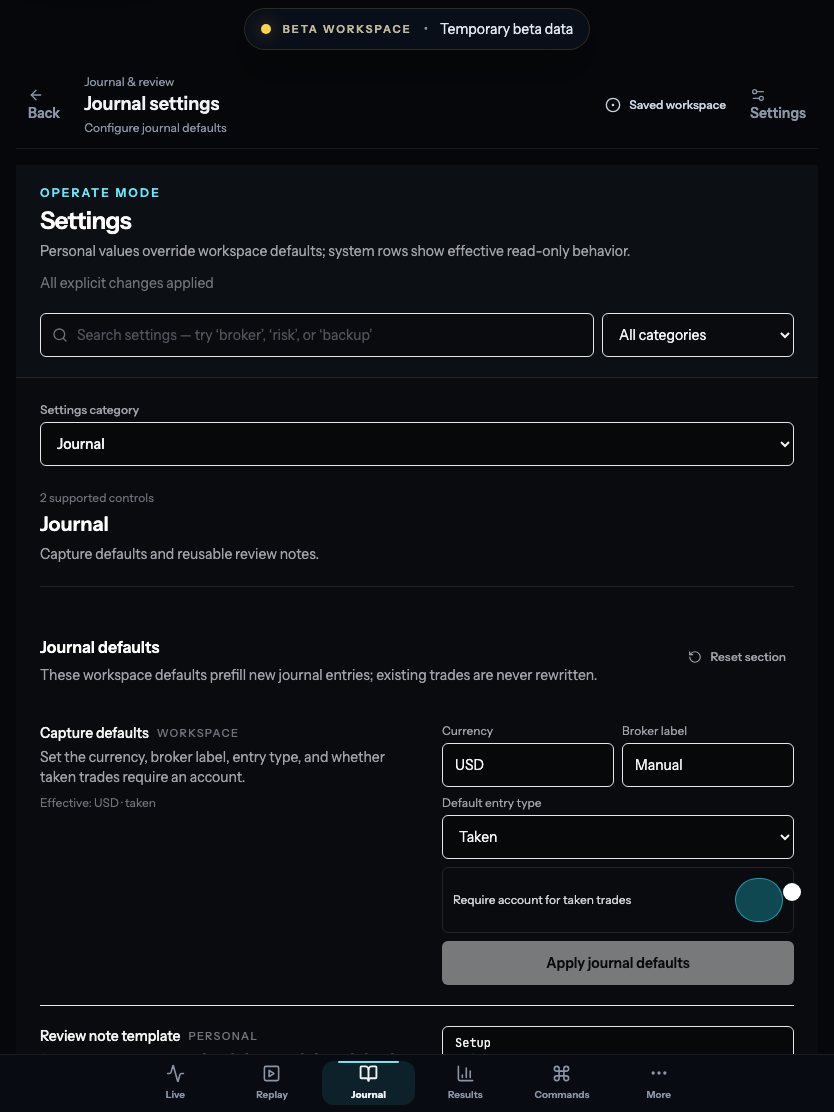 BETA WORKSPACE · Temporary beta data
Back
Journal & review
Journal settings
Configure journal defaults
Saved workspace
Settings
OPERATE MODE
Settings
Personal values override workspace defaults; system rows show effective read-only behavior.
All explicit changes applied
Search settings — try ‘broker’, ‘risk’, or ‘backup’
All categories
Settings category
Journal
2 supported controls
Journal
Capture defaults and reusable review notes.
Journal defaults
These workspace defaults prefill new journal entries; existing trades are never rewritten.
Reset section
Capture defaults WORKSPACE
Set the currency, broker label, entry type, and whether
taken trades require an account.
Effective: USD · taken
Currency
Broker label
USD
Manual
Default entry type
Taken
Require account for taken trades
Apply journal defaults
Review note template PERSONAL
Setup
Live
Replay
Journal
Results
Commands
More